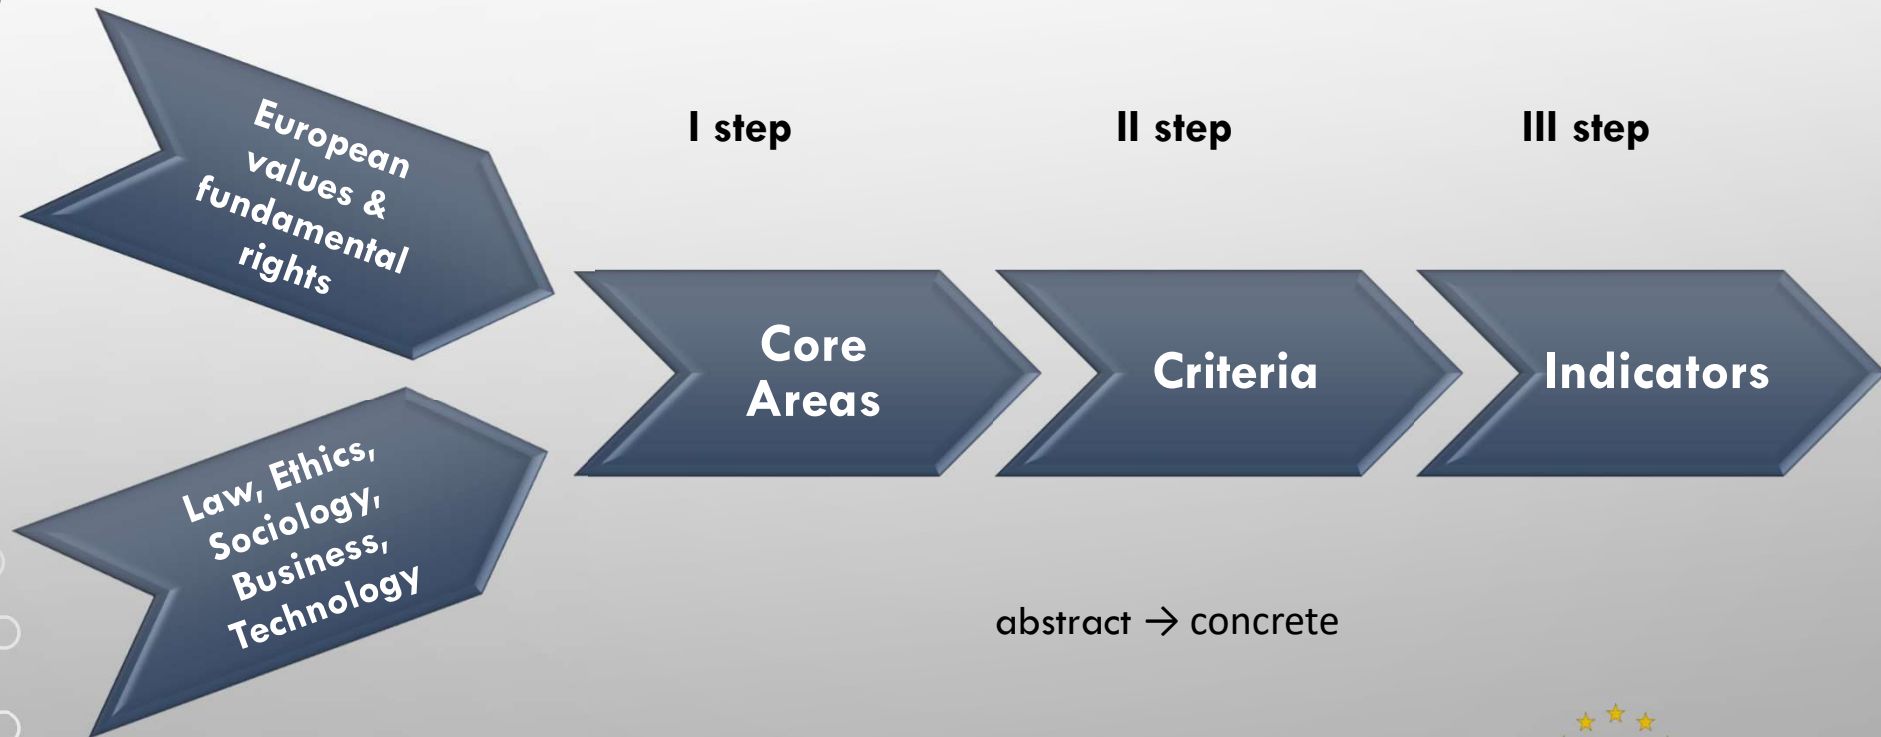 European
values &
fundamental
rights
Law, Ethics,
Sociology,
Business,
Technology
I step
II step
III step
Core
Areas
Criteria
Indicators
abstract → concrete